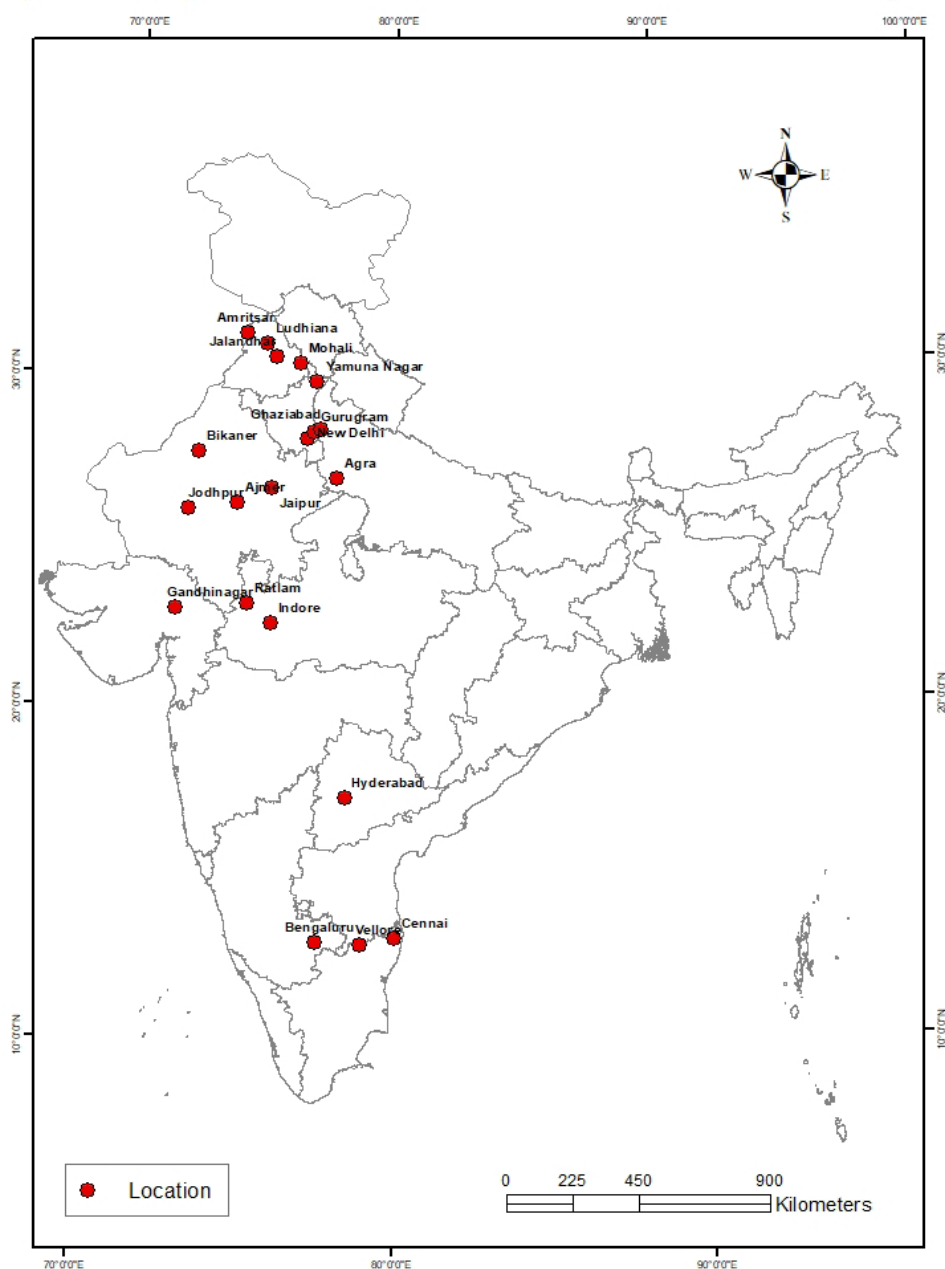 70°0'0"E
80°0'0"E
90°0'0"E
100°0'0"E
N
W
E
S
Amritsar
Ludhiana
Jalandhar
Mohali
Yamuna Nagar
30°0'0"N
30°0'0"N
Ghaziabad
Gurugram
New Delhi
Bikaner
Agra
Jodhpur
Ajmer
Jaipur
Gandhinagar
Ratlam
Indore
20°0'0"N
20°0'0"N
Hyderabad
Bengaluru
Vellore
Cennai
10°0'0"N
10°0'0"N
Location
0
225
450
900
Kilometers
70°0'0"E
80°0'0"E
90°0'0"E